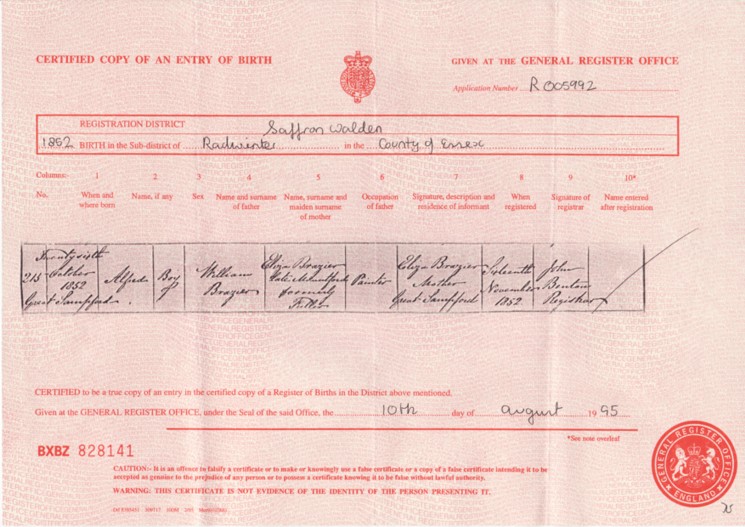 CERTIFIED COPY OF AN ENTRY OF BIRTH
GIVEN AT THE GENERAL REGISTER OFFICE
Application Number R 005992
REGISTRATION DISTRICT Saffron Walden
1852 BIRTH in the Sub-district of Radwinter in the County of Essex
Columns: 1 2 3 4 5 6 7 8 9 10*
No. When and where born Name, if any Sex Name and surname of father Name, surname and maiden surname of mother Occupation of father Signature, description and residence of informant When registered Signature of registrar Name entered after registration
215 Twentysixth October 1852 Great Sampford Alfred Boy William Brazier Eliza Brazier late formerly Fuller Painter Eliza Brazier Mother Great Sampford Sixteenth November 1852 John Registrar
CERTIFIED to be a true copy of an entry in the certified copy of a Register of Births in the District above mentioned.
Given at the GENERAL REGISTER OFFICE, under the Seal of the said Office, the 10th day of August 19 95
*See note overleaf
BXBZ 828141
CAUTION:- It is an offence to falsify a certificate or to make or knowingly use a false certificate or a copy of a false certificate intending it to be
accepted as genuine to the prejudice of any person or to possess a certificate knowing it to be false without lawful authority.
WARNING: THIS CERTIFICATE IS NOT EVIDENCE OF THE IDENTITY OF THE PERSON PRESENTING IT.
GENERAL REGISTER OFFICE
ENGLAND